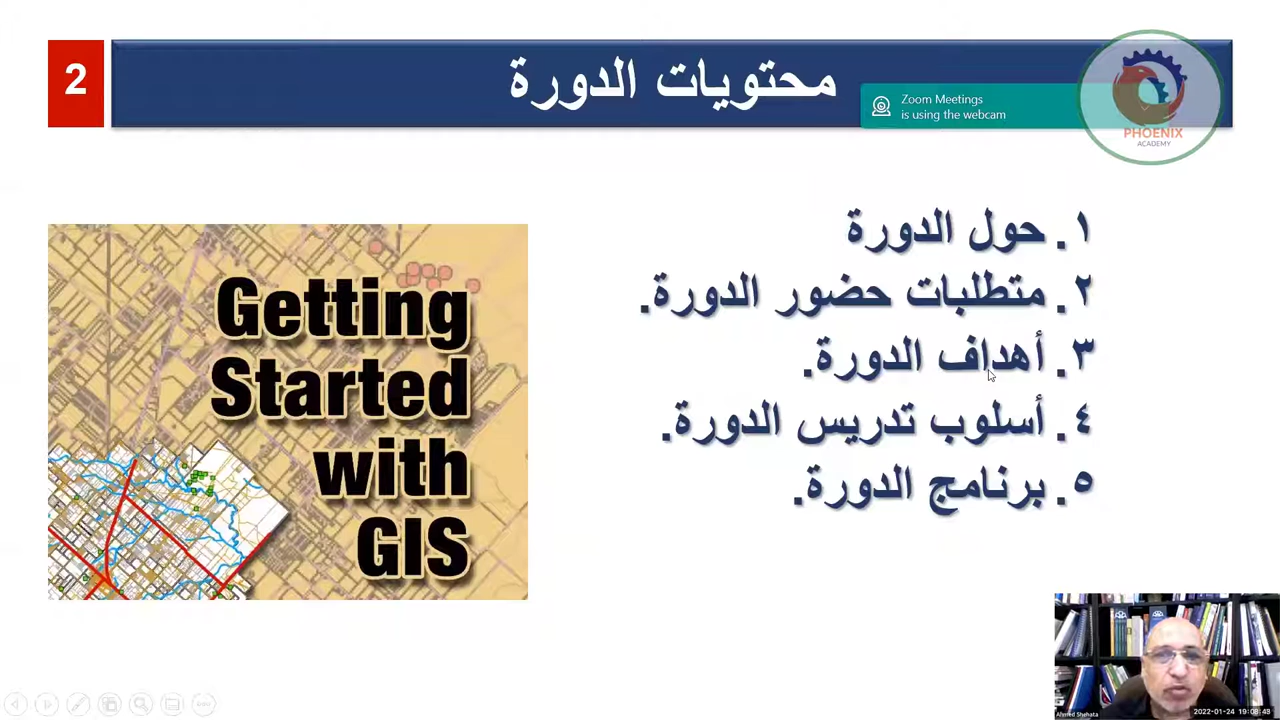 2
محتويات الدورة
Zoom Meetings
is using the webcam
PHOENIX
ACADEMY
١. حول الدورة
٢. متطلبات حضور الدورة.
٣. أهداف الدورة.
٤. أسلوب تدريس الدورة.
٥. برنامج الدورة.
Getting
Started
with
GIS
Ahmed Shehata
2022-01-24 19:08:48